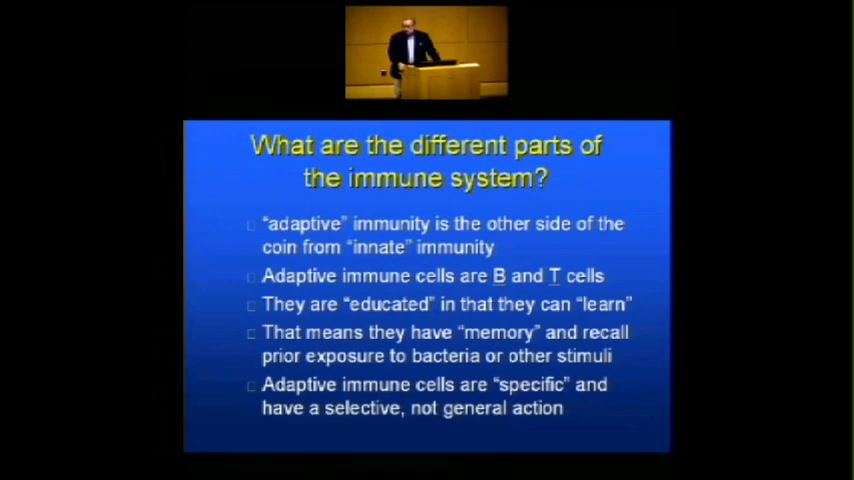 What are the different parts of
the immune system?
“adaptive” immunity is the other side of the
coin from “innate” immunity
Adaptive immune cells are B and T cells
They are “educated” in that they can “learn”
That means they have “memory” and recall
prior exposure to bacteria or other stimuli
Adaptive immune cells are “specific” and
have a selective, not general action